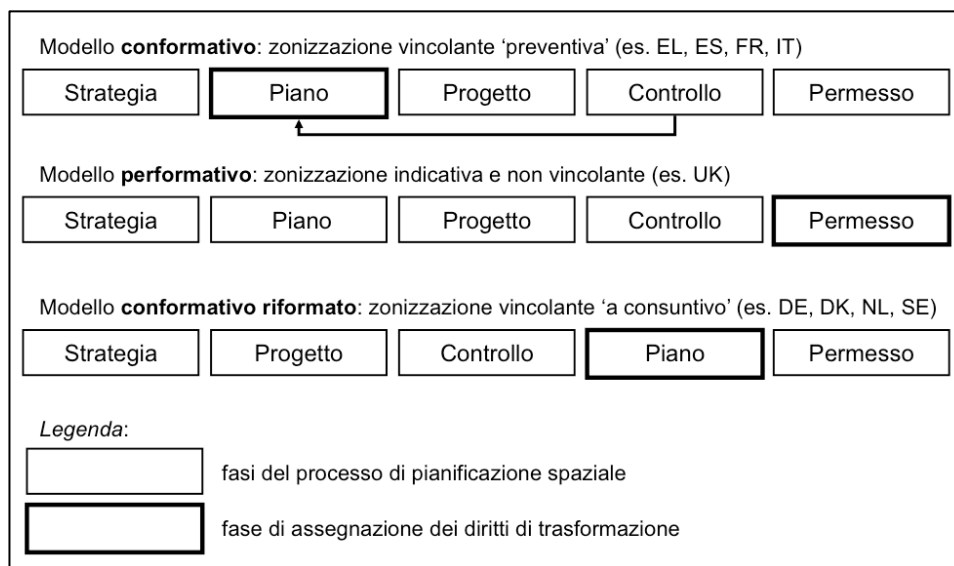 Modello conformativo: zonizzazione vincolante ‘preventiva’ (es. EL, ES, FR, IT)
Strategia Piano Progetto Controllo Permesso
Modello performativo: zonizzazione indicativa e non vincolante (es. UK)
Strategia Piano Progetto Controllo Permesso
Modello conformativo riformato: zonizzazione vincolante ‘a consuntivo’ (es. DE, DK, NL, SE)
Strategia Progetto Controllo Piano Permesso
Legenda:
fasi del processo di pianificazione spaziale
fase di assegnazione dei diritti di trasformazione